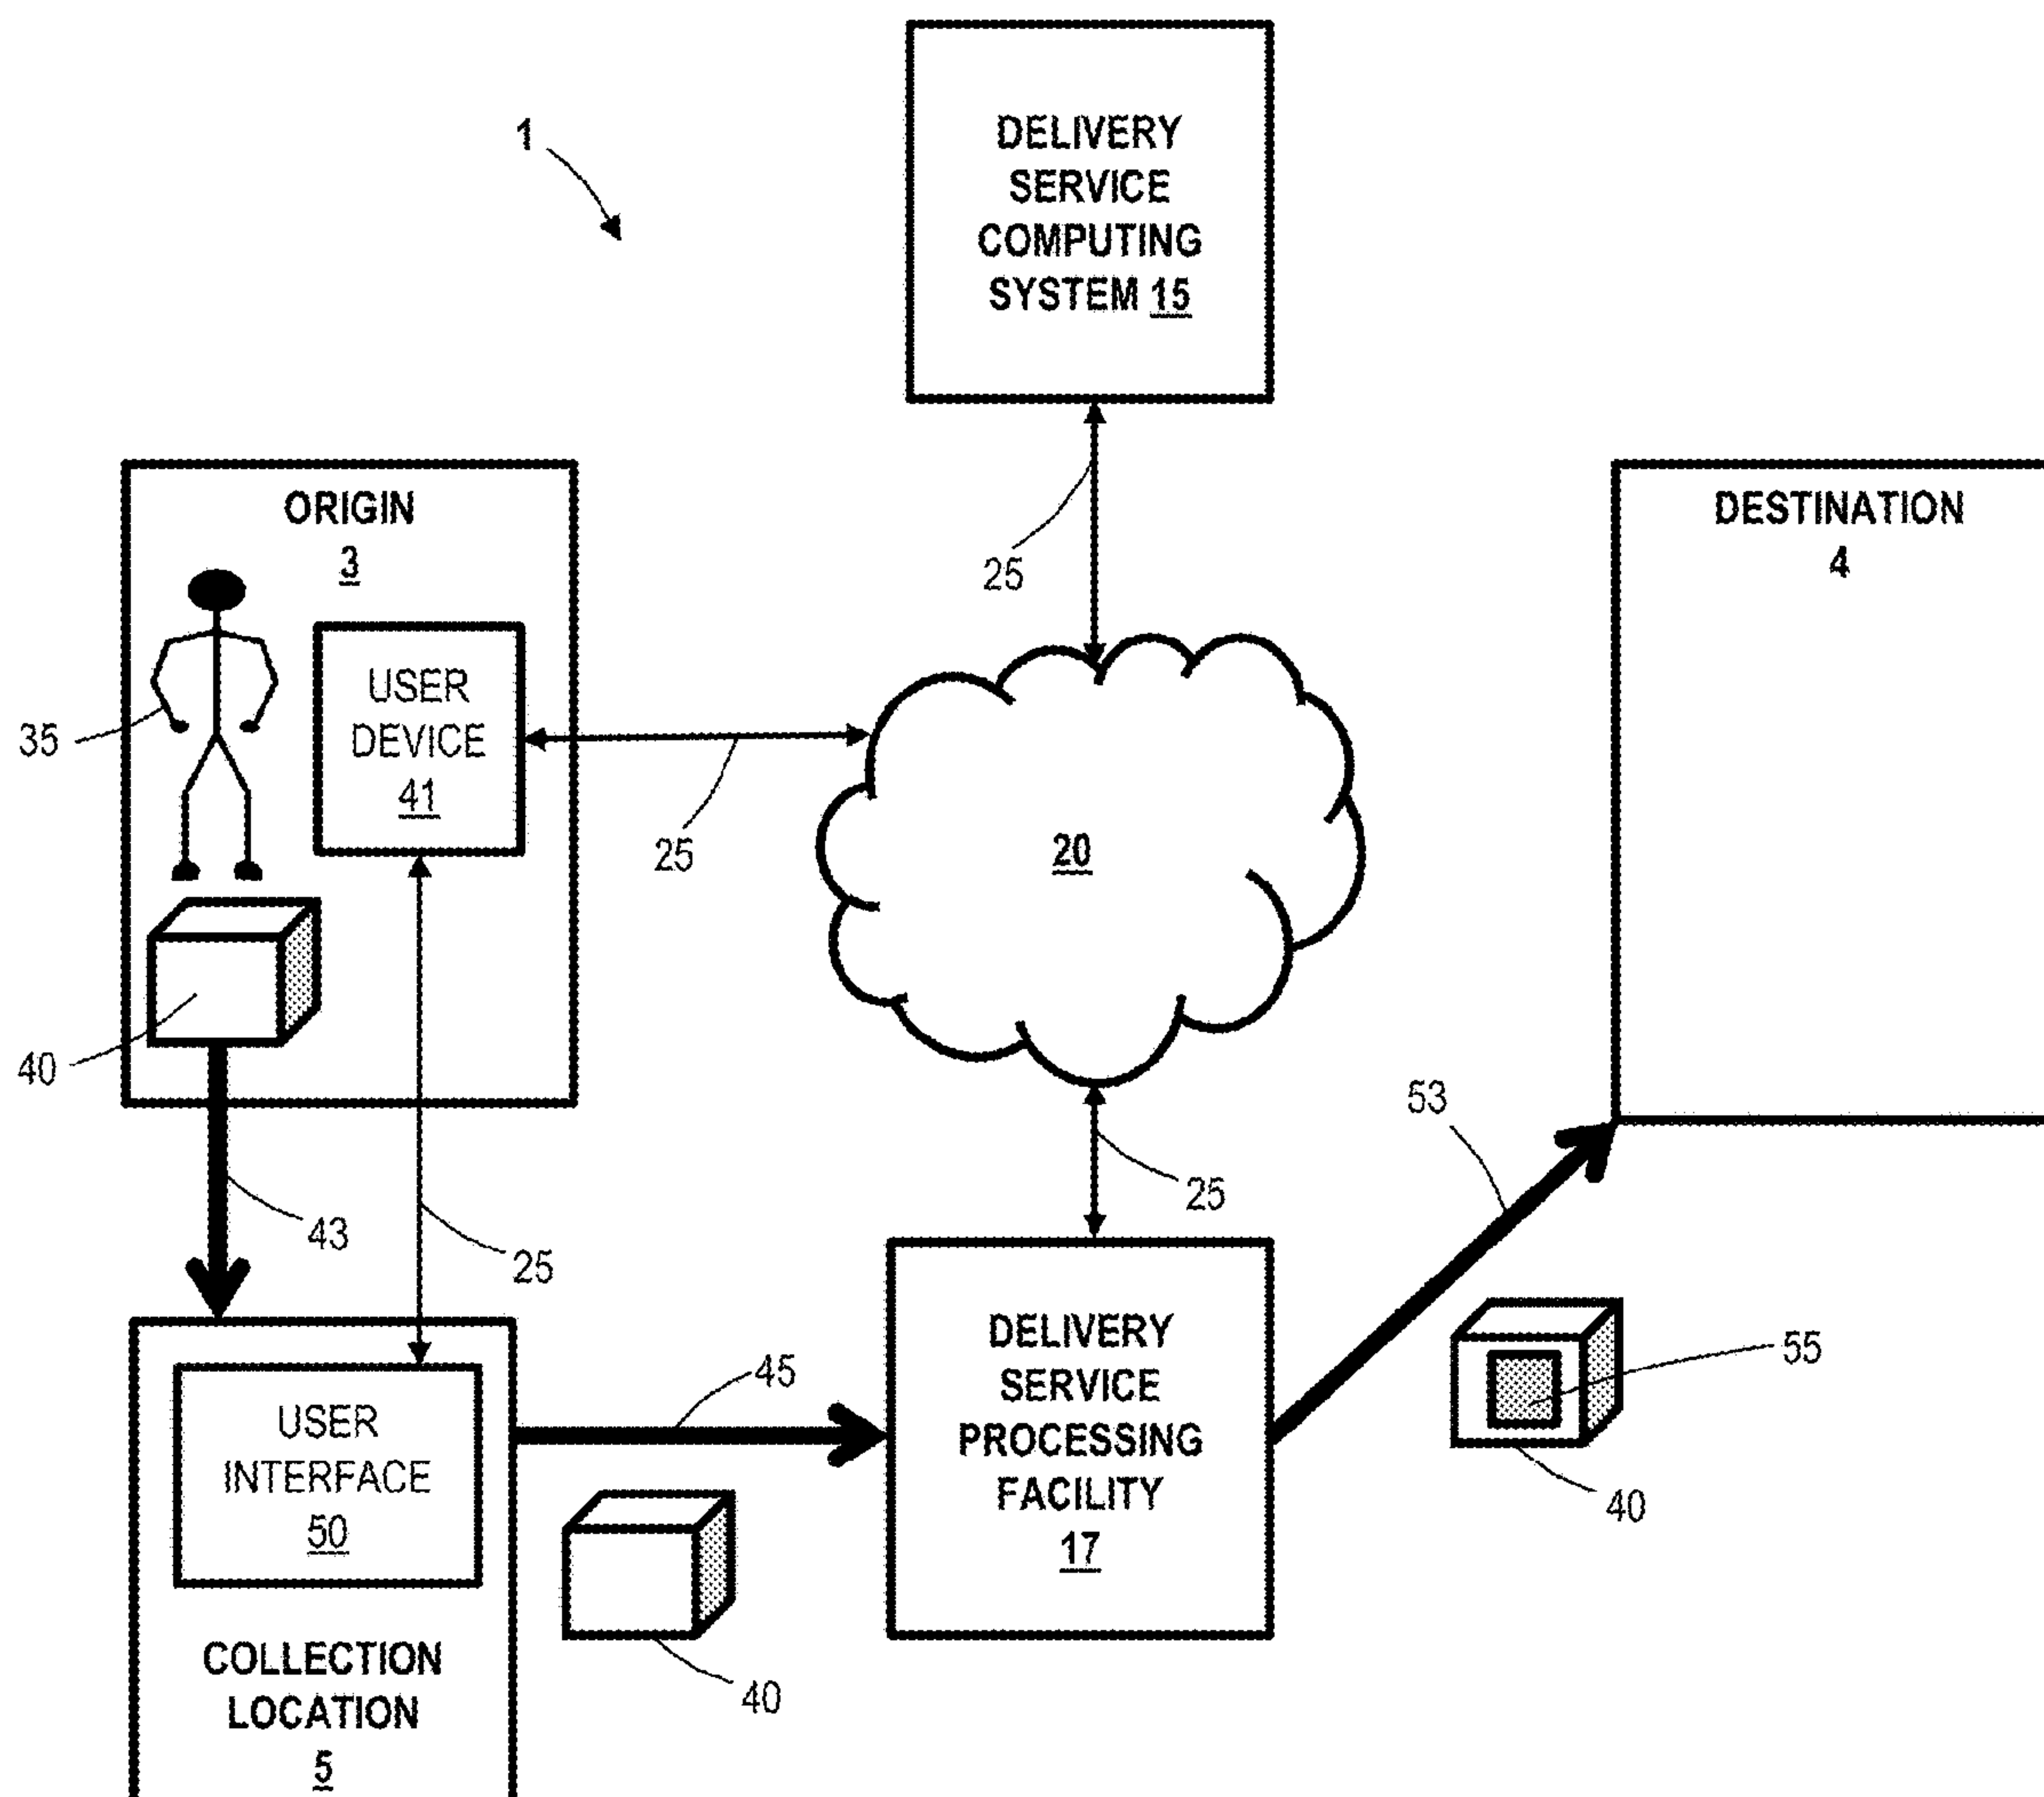 1
DELIVERY
SERVICE
COMPUTING
SYSTEM 15
ORIGIN
3
DESTINATION
4
25
USER
DEVICE
41
35
25
20
40
53
43
25
25
DELIVERY
SERVICE
PROCESSING
FACILITY
17
45
55
USER
INTERFACE
50
40
40
COLLECTION
LOCATION
5